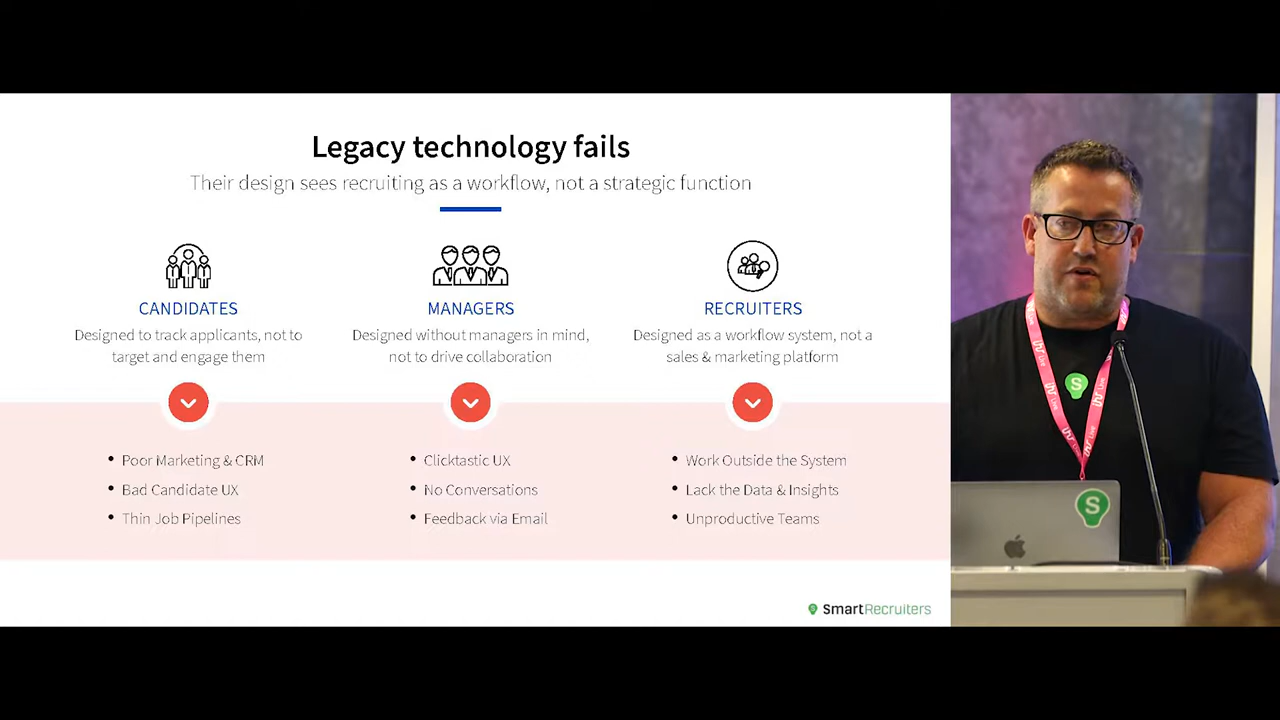 Legacy technology fails
Their design sees recruiting as a workflow, not a strategic function
CANDIDATES
Designed to track applicants, not to
target and engage them
• Poor Marketing & CRM
• Bad Candidate UX
• Thin Job Pipelines
MANAGERS
Designed without managers in mind,
not to drive collaboration
• Clicktastic UX
• No Conversations
• Feedback via Email
RECRUITERS
Designed as a workflow system, not a
sales & marketing platform
• Work Outside the System
• Lack the Data & Insights
• Unproductive Teams
SmartRecruiters
S
S